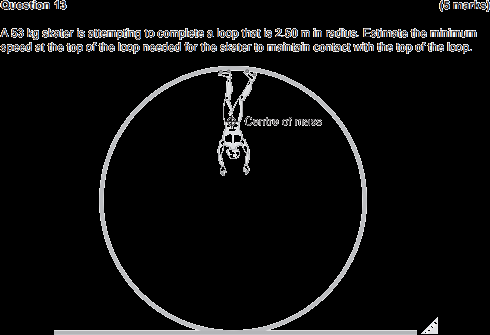 Question 13 (5 marks)
A 53 kg skater is attempting to complete a loop that is 2.50 m in radius. Estimate the minimum
speed at the top of the loop needed for the skater to maintain contact with the top of the loop.
Centre of mass